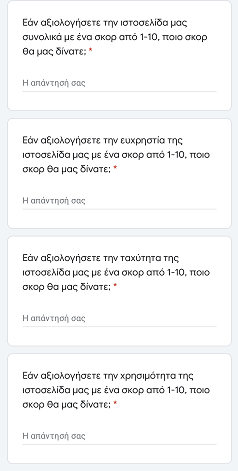 Εάν αξιολογήσετε την ιστοσελίδα μας
συνολικά με ένα σκορ από 1-10, ποιο σκορ
θα μας δίνατε; *
Η απάντησή σας
Εάν αξιολογήσετε την ευχρηστία της
ιστοσελίδα μας με ένα σκορ από 1-10, ποιο
σκορ θα μας δίνατε; *
Η απάντησή σας
Εάν αξιολογήσετε την ταχύτητα της
ιστοσελίδα μας με ένα σκορ από 1-10, ποιο
σκορ θα μας δίνατε; *
Η απάντησή σας
Εάν αξιολογήσετε την χρησιμότητα της
ιστοσελίδα μας με ένα σκορ από 1-10, ποιο
σκορ θα μας δίνατε; *
Η απάντησή σας